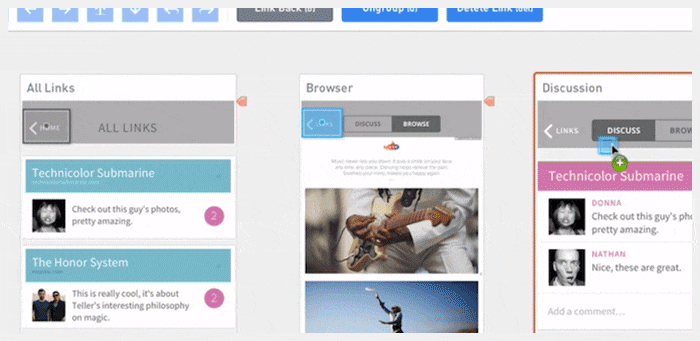 Link Back (b)
Ungroup (G)
Delete Link (del)
All Links
HOME
ALL LINKS
Technicolor Submarine
Check out this guy's photos,
pretty amazing.
2
The Honor System
This is really cool, it's about
Teller's interesting philosophy
on magic.
2
Browser
LINKS
DISCUSS
BROWSE
Discussion
LINKS
DISCUSS
BROW
Technicolor Submarine
DONNA
Check out this guy's ph
pretty amazing.
NATHAN
Nice, these are great.
Add a comment...